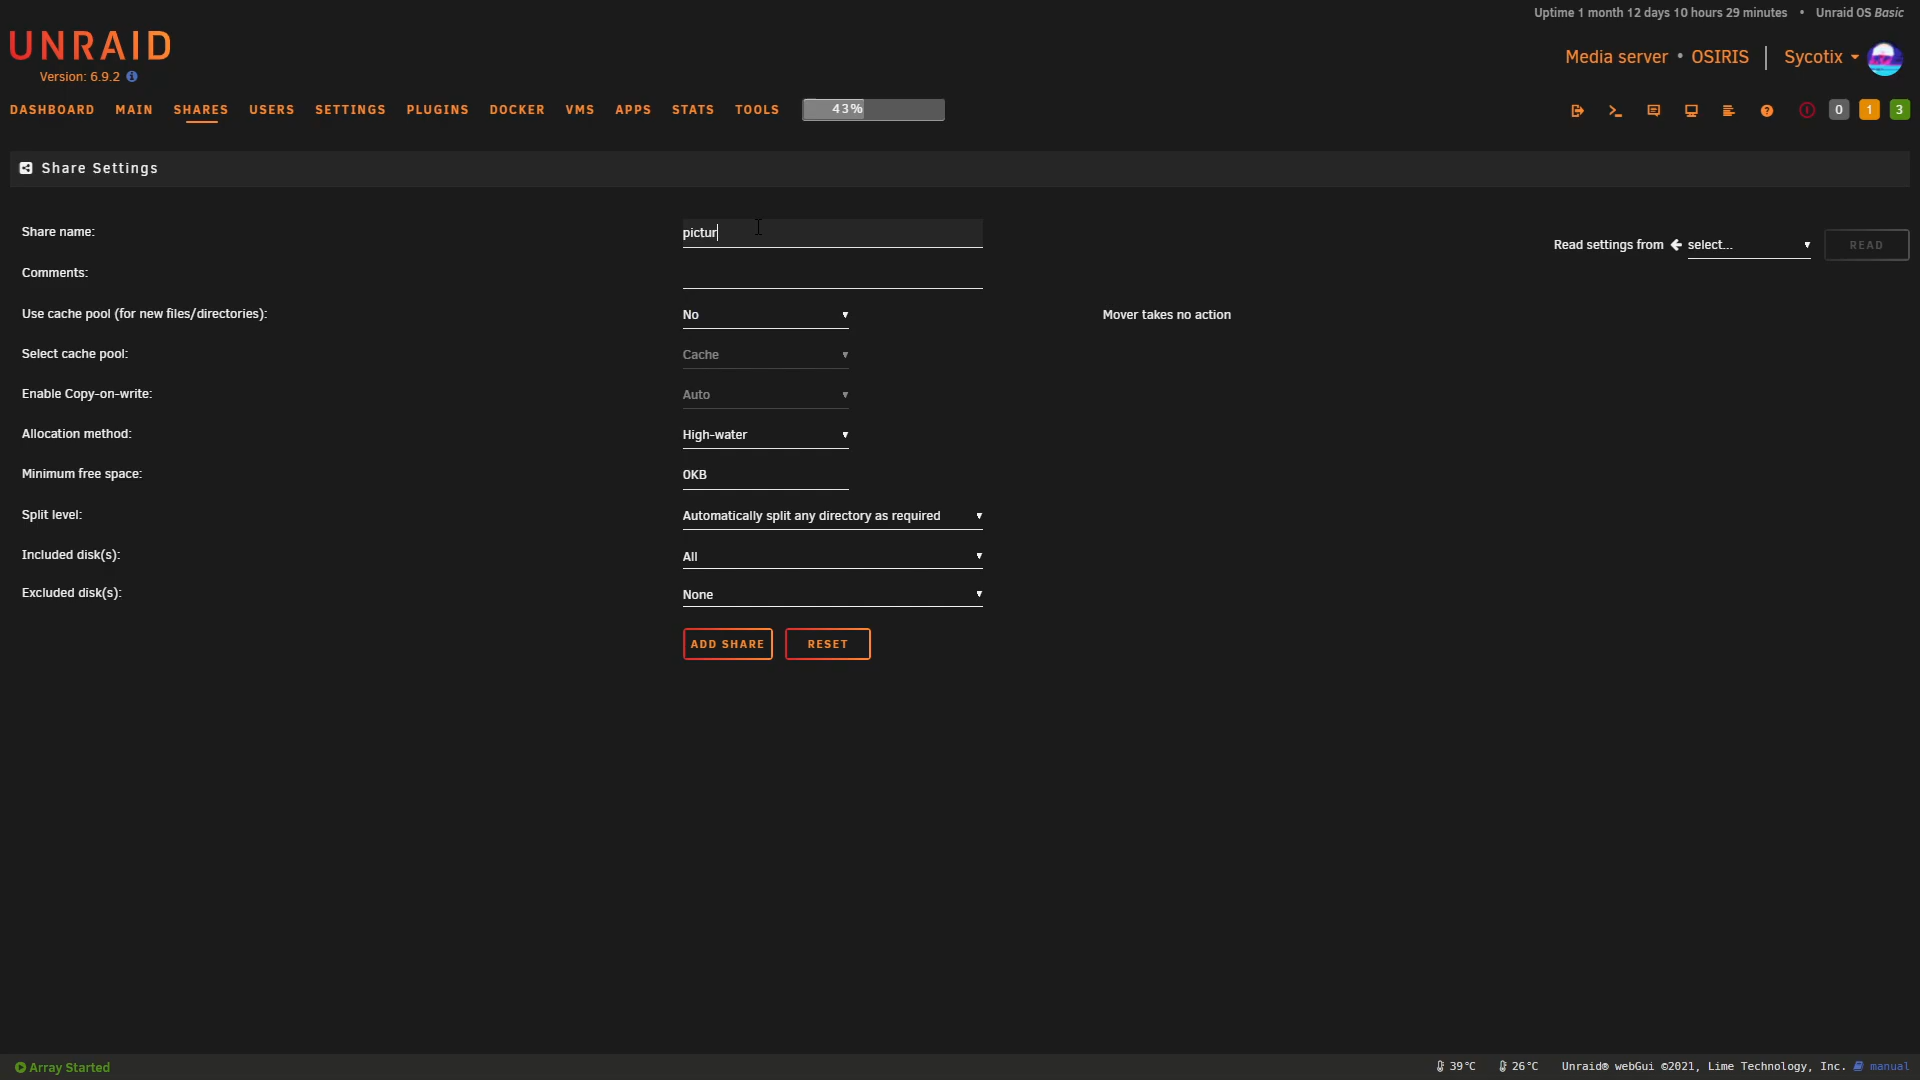 Uptime 1 month 12 days 10 hours 29 minutes • Unraid OS Basic
UNRAID
Version: 6.9.2
Media server • OSIRIS
Sycotix
DASHBOARD MAIN SHARES USERS SETTINGS PLUGINS DOCKER VMS APPS STATS TOOLS 43%
0 1 3
Share Settings
Share name: pictur
Read settings from select... READ
Comments:
Use cache pool (for new files/directories): No Mover takes no action
Select cache pool: Cache
Enable Copy-on-write: Auto
Allocation method: High-water
Minimum free space: 0KB
Split level: Automatically split any directory as required
Included disk(s): All
Excluded disk(s): None
ADD SHARE RESET
Array Started 39°C 26°C Unraid® webGui ©2021, Lime Technology, Inc. manual